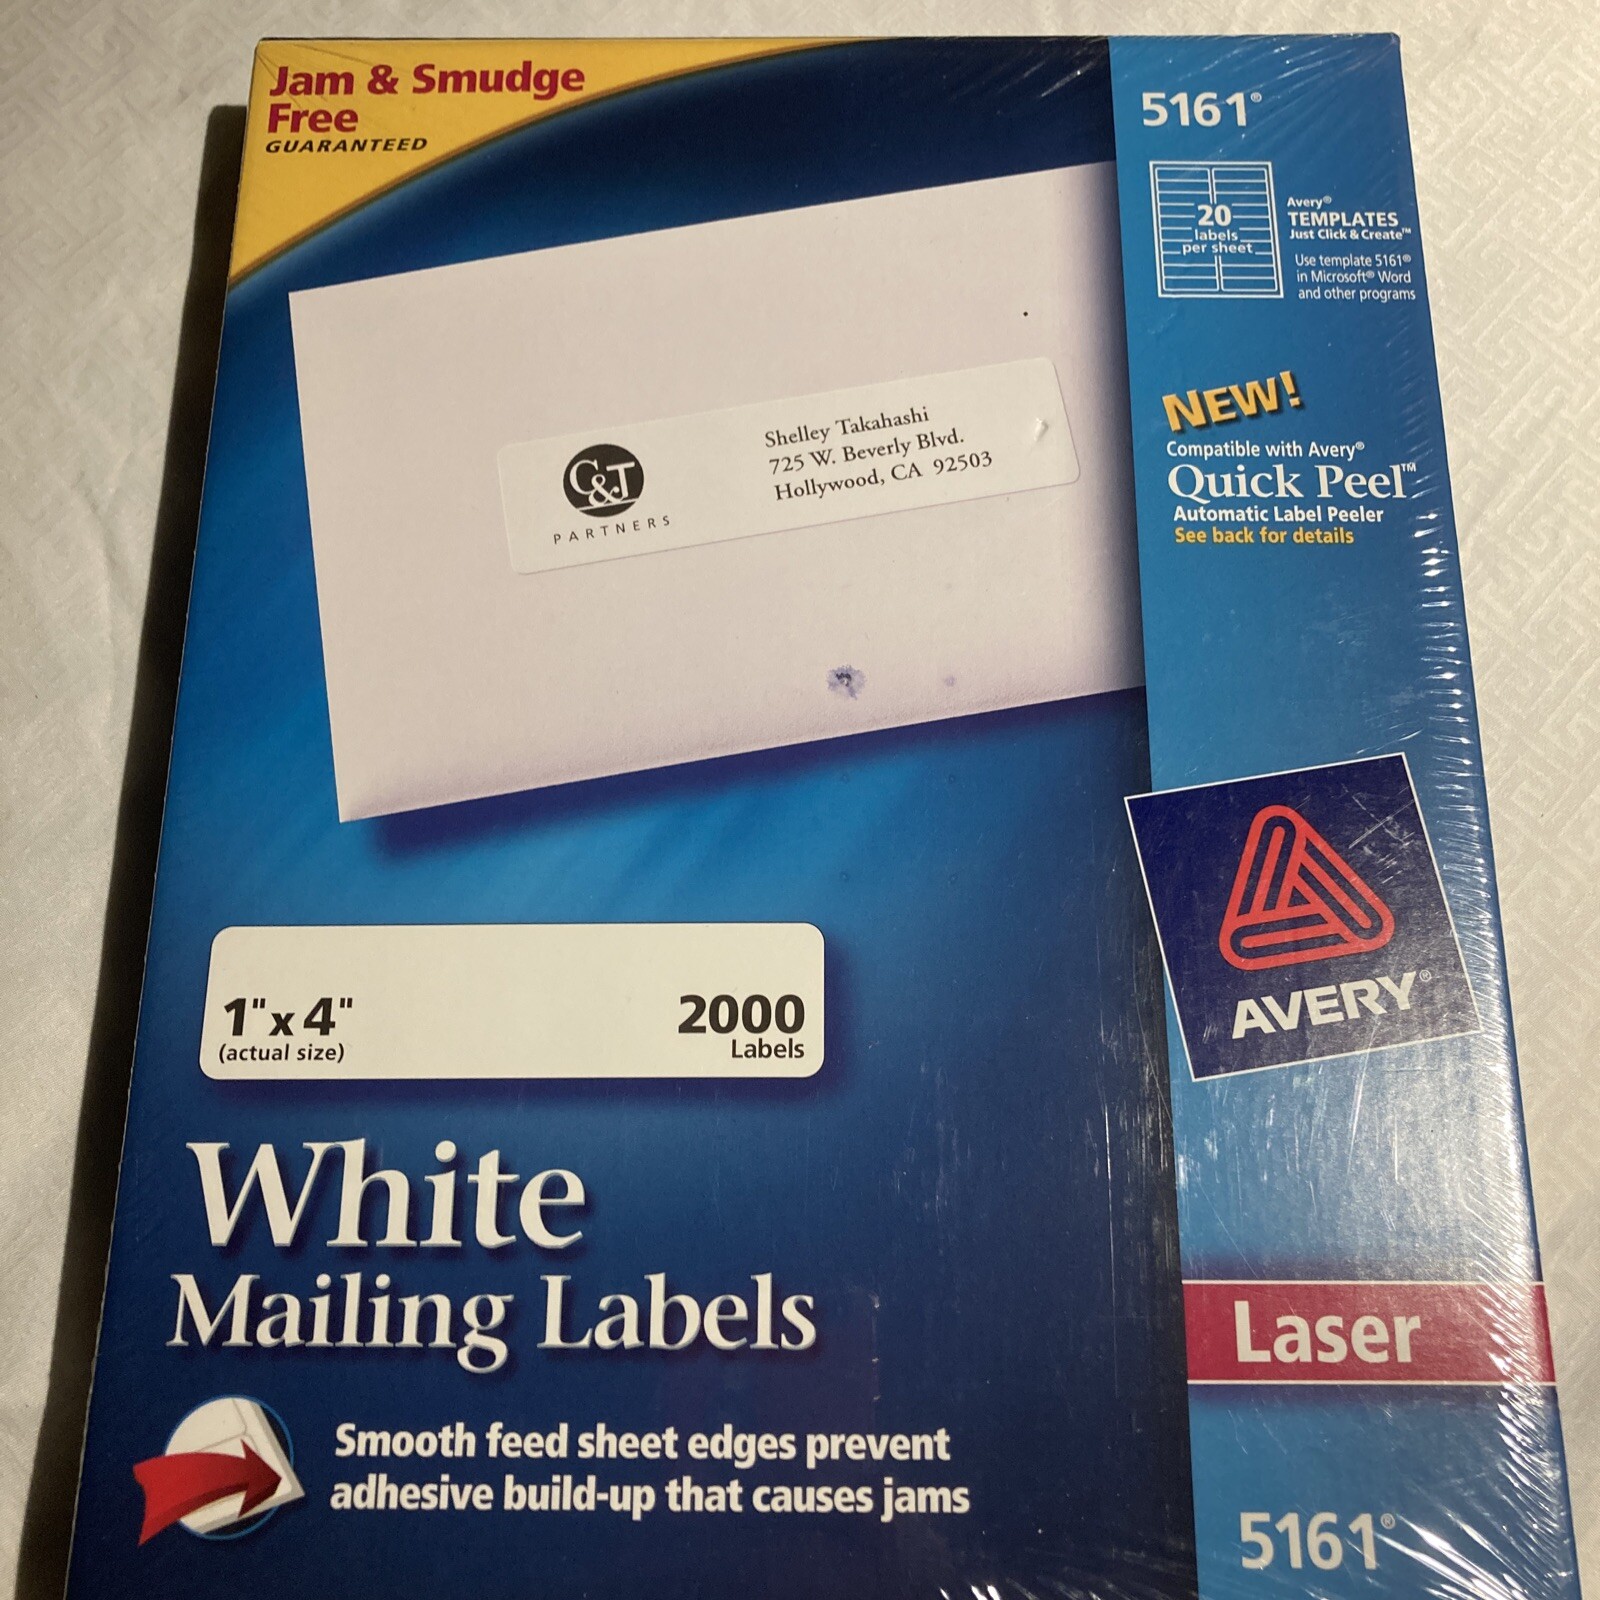 Jam & Smudge
Free
GUARANTEED
5161®
20
labels
per sheet
Avery®
TEMPLATES
Just Click & Create™
Use template 5161®
in Microsoft® Word
and other programs
NEW!
Compatible with Avery®
Quick Peel™
Automatic Label Peeler
See back for details
C&T
PARTNERS
Shelley Takahashi
725 W. Beverly Blvd.
Hollywood, CA 92503
AVERY®
1" x 4"
(actual size)
2000
Labels
White
Mailing Labels
Laser
Smooth feed sheet edges prevent
adhesive build-up that causes jams
5161®